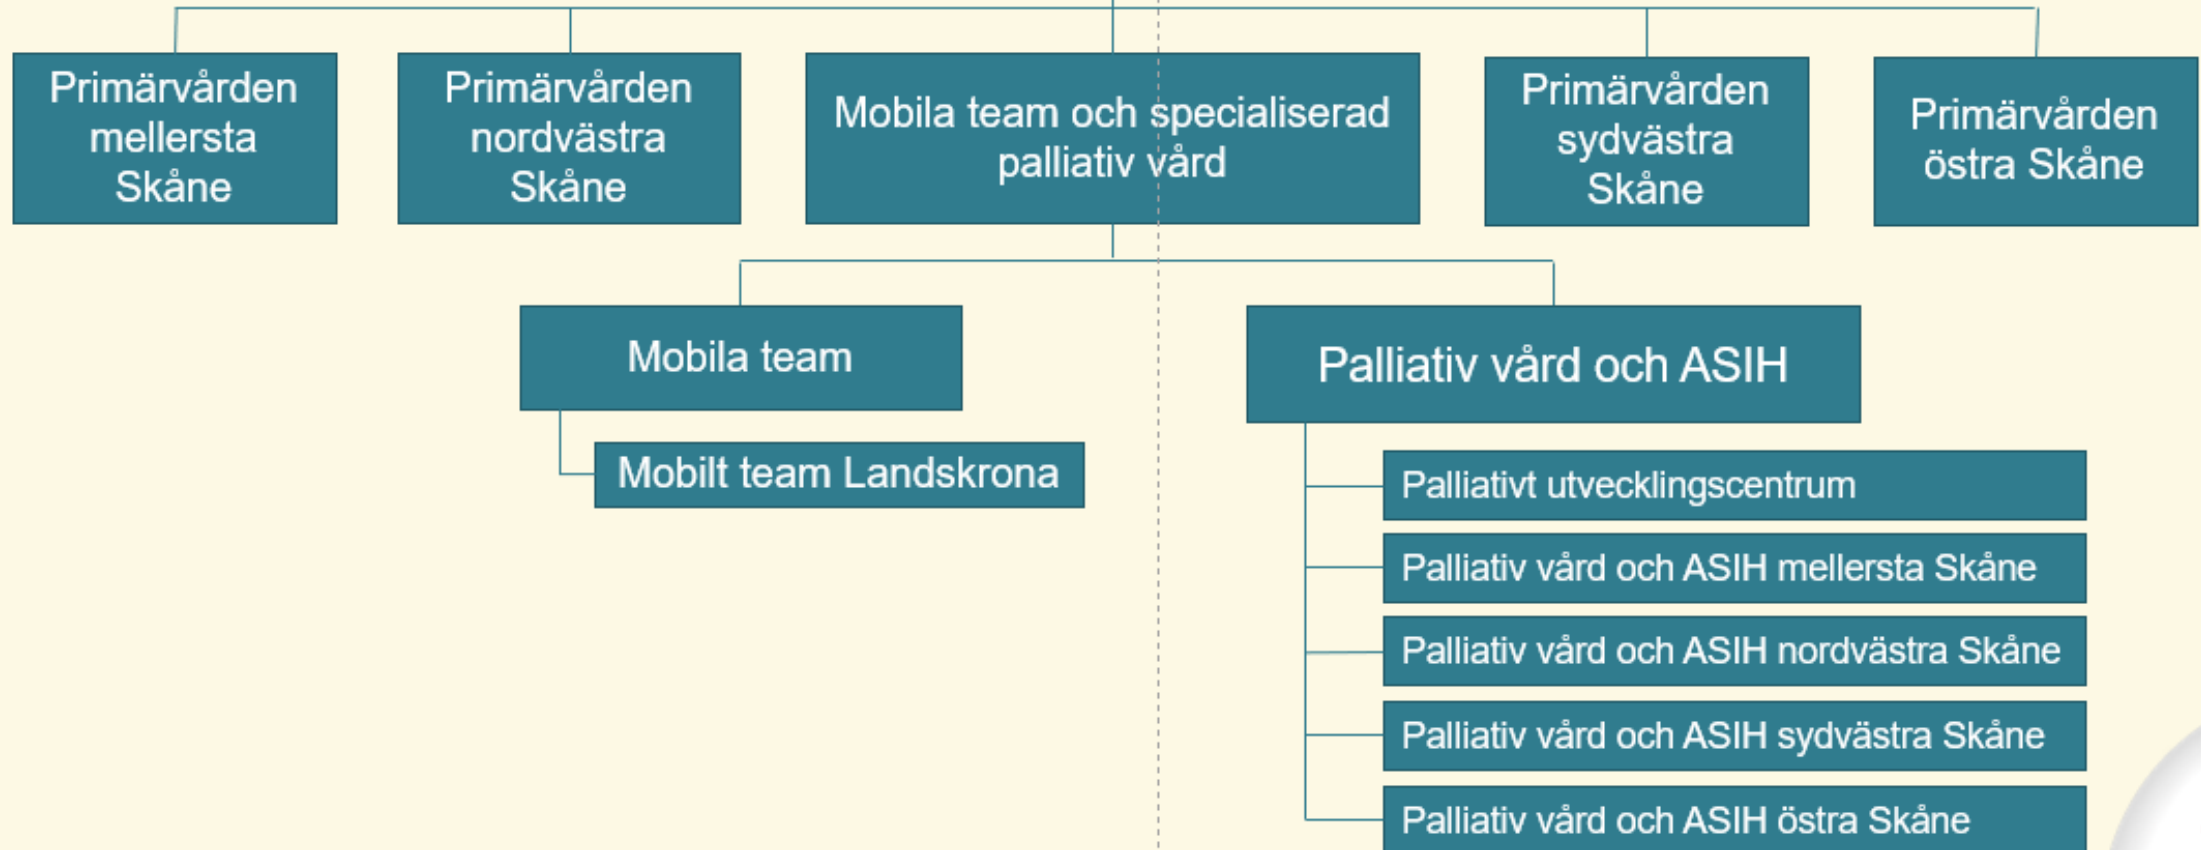 Primärvården
mellersta
Skåne
Primärvården
nordvästra
Skåne
Mobila team och specialiserad
palliativ vård
Primärvården
sydvästra
Skåne
Primärvården
östra Skåne
Mobila team
Mobilt team Landskrona
Palliativ vård och ASIH
Palliativt utvecklingscentrum
Palliativ vård och ASIH mellersta Skåne
Palliativ vård och ASIH nordvästra Skåne
Palliativ vård och ASIH sydvästra Skåne
Palliativ vård och ASIH östra Skåne